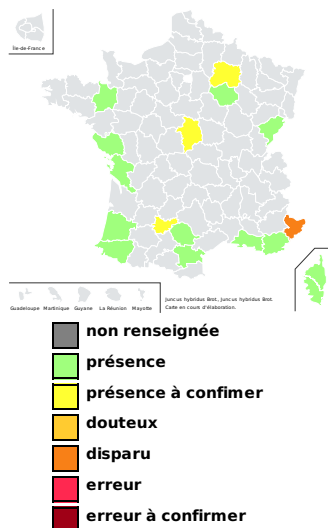 Île-de-France
Guadeloupe Martinique Guyane La Réunion Mayotte
Juncus hybridus Brot., Juncus hybridus Brot.
Carte en cours d'élaboration.
non renseignée
présence
présence à confimer
douteux
disparu
erreur
erreur à confirmer